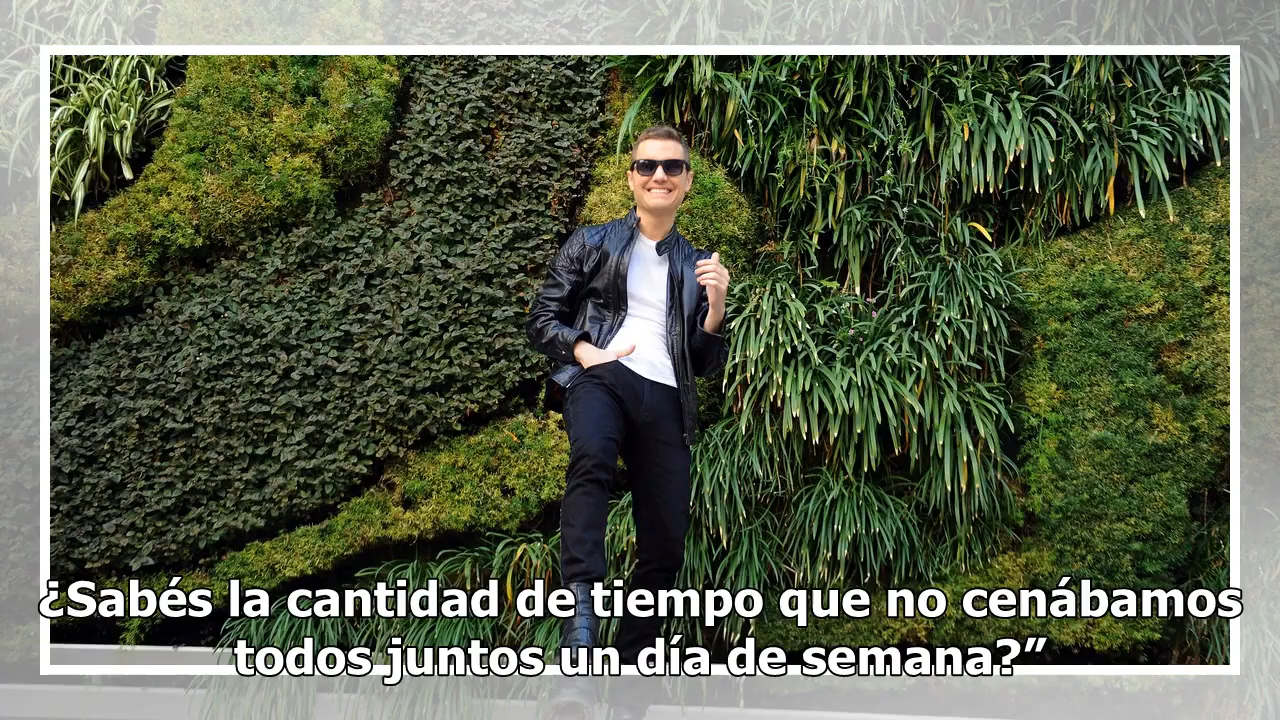 ¿Sabés la cantidad de tiempo que no cenábamos
todos juntos un día de semana?”